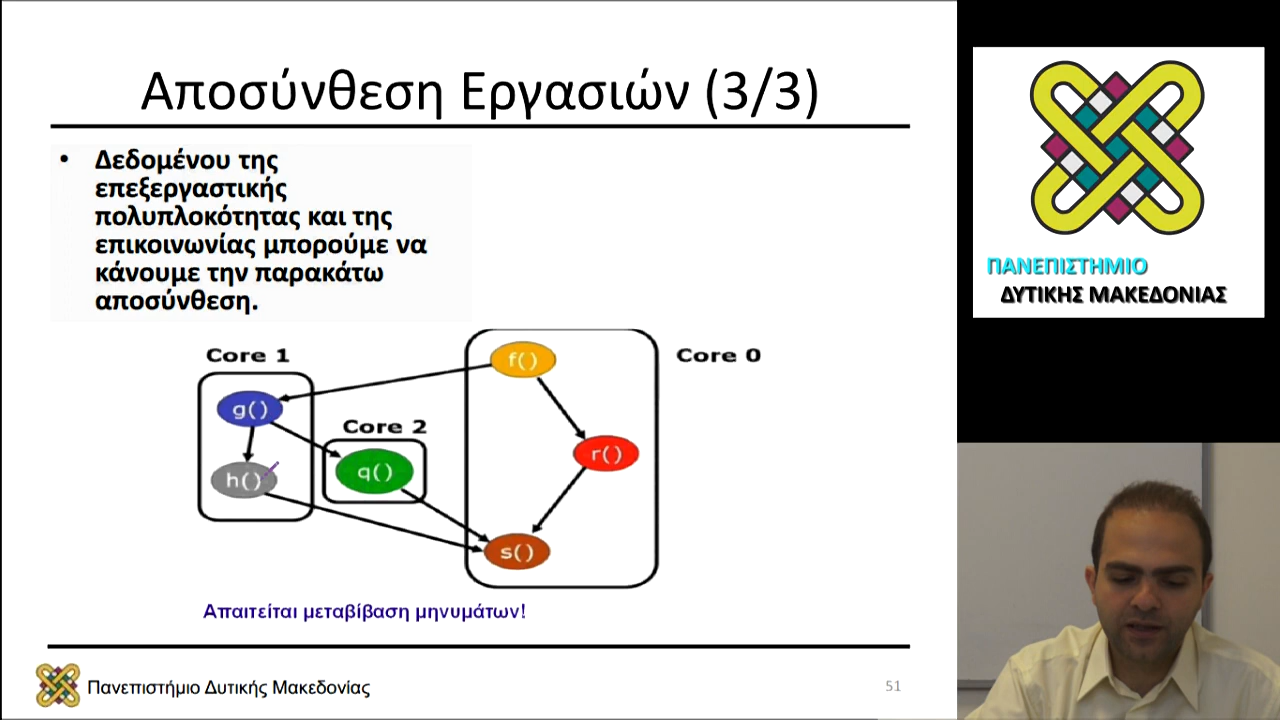 Αποσύνθεση Εργασιών (3/3)
• Δεδομένου της
επεξεργαστικής
πολυπλοκότητας και της
επικοινωνίας μπορούμε να
κάνουμε την παρακάτω
αποσύνθεση.
Core 1
Core 0
Core 2
f()
g()
r()
q()
h()
s()
Απαιτείται μεταβίβαση μηνυμάτων!
Πανεπιστήμιο Δυτικής Μακεδονίας
51
ΠΑΝΕΠΙΣΤΗΜΙΟ
ΔΥΤΙΚΗΣ ΜΑΚΕΔΟΝΙΑΣ